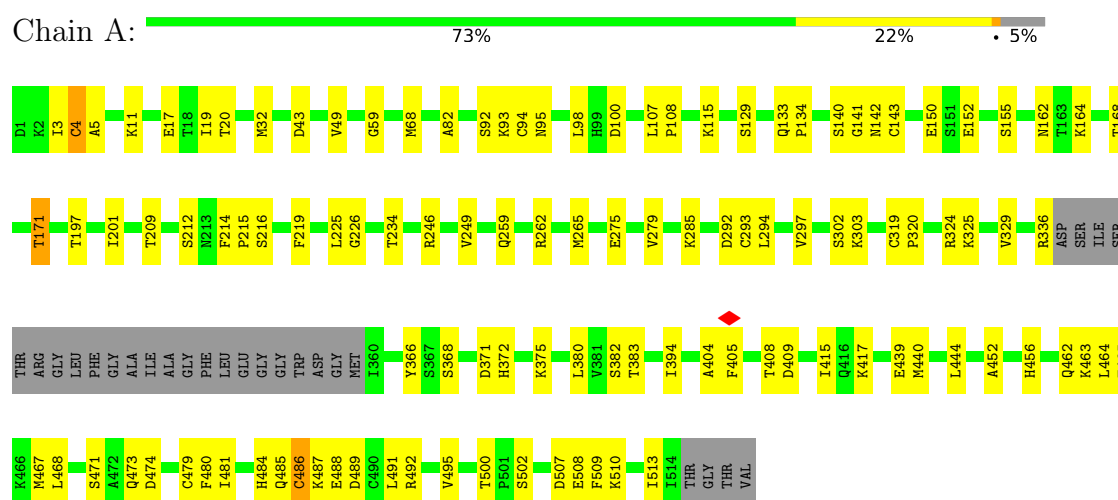 Chain A:
73% 22% • 5%
D1 K2 I3 C4 A5 K11 E17 T18 I19 T20 M32 D43 V49 G59 M68 A82 S92 K93 C94 N95 L98 H99 D100 L107 P108 K115 S129 Q133 P134 S140 G141 N142 C143 E150 S151 E152 S155 N162 T163 K164 T168
T171 T197 I201 T209 S212 N213 F214 P215 S216 F219 L225 G226 T234 R246 V249 Q259 R262 M265 E275 V279 K285 D292 C293 L294 V297 S302 K303 C319 P320 R324 K325 V329 R336 ASP SER ILE SER
THR ARG GLY LEU PHE GLY ALA ILE ALA GLY PHE LEU GLU GLY GLY TRP ASP GLY MET I360 Y366 S367 S368 D371 H372 K375 L380 V381 S382 T383 I394 A404 F405 T408 D409 I415 Q416 K417 E439 M440 L444 A452 H456 Q462 K463 L464
K466 M467 L468 S471 A472 Q473 D474 C479 F480 I481 H484 Q485 C486 K487 E488 D489 C490 L491 R492 V495 T500 P501 S502 D507 E508 F509 K510 I513 I514 THR GLY THR VAL